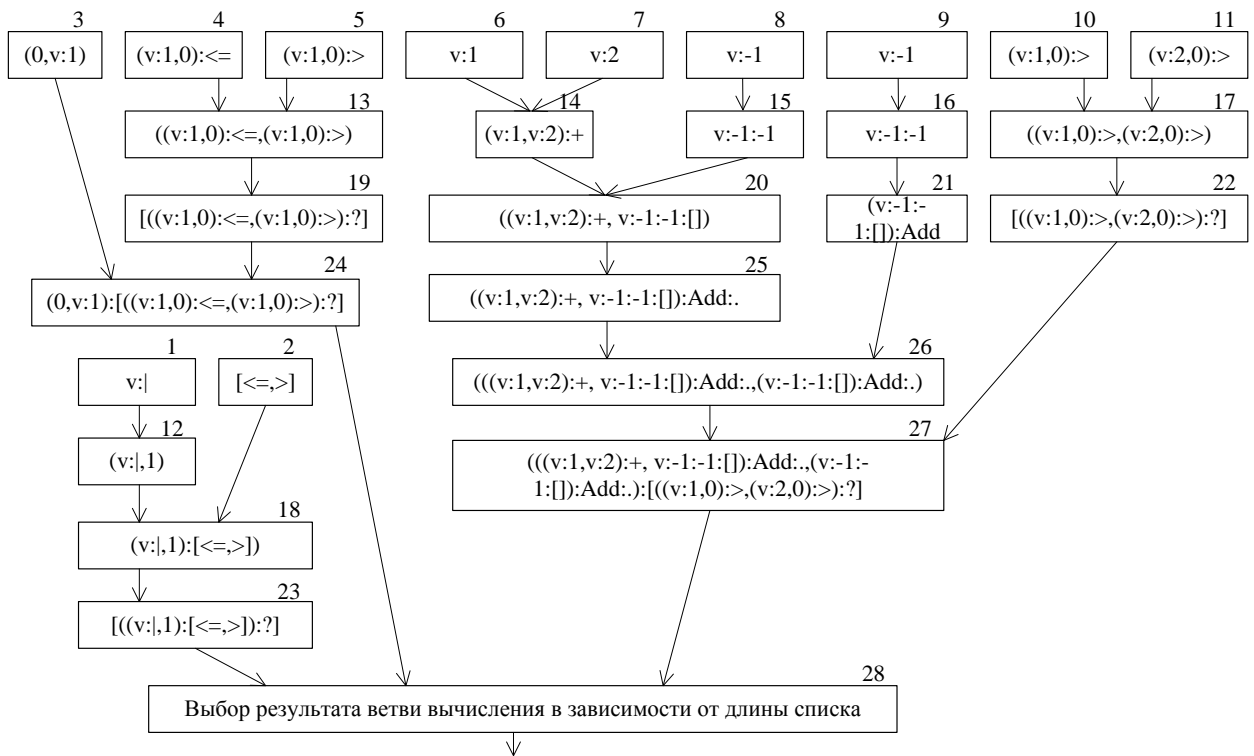 3 4 5 6 7 8 9 10 11
(0,v:1) (v:1,0):<= (v:1,0):> v:1 v:2 v:-1 v:-1 (v:1,0):> (v:2,0):>
13 14 15 16 17
((v:1,0):<=,(v:1,0):>) (v:1,v:2):+ v:-1:-1 v:-1:-1 ((v:1,0):>,(v:2,0):>)
19 20 21 22
[((v:1,0):<=,(v:1,0):>):?] ((v:1,v:2):+, v:-1:-1:[]) [((v:1,0):>,(v:2,0):>):?]
(v:-1:-
1:[]):Add
24 25
(0,v:1):[((v:1,0):<=,(v:1,0):>):?] ((v:1,v:2):+, v:-1:-1:[]):Add:.
1 2 26
v:| [<=,>] (((v:1,v:2):+, v:-1:-1:[]):Add:.,(v:-1:-1:[]):Add:.)
12 27
(v:|,1)
(((v:1,v:2):+, v:-1:-1:[]):Add:.,(v:-1:-
1:[]):Add:.):[((v:1,0):>,(v:2,0):>):?]
18
(v:|,1):[<=,>])
23
[((v:|,1):[<=,>]):?]
28
Выбор результата ветви вычисления в зависимости от длины списка